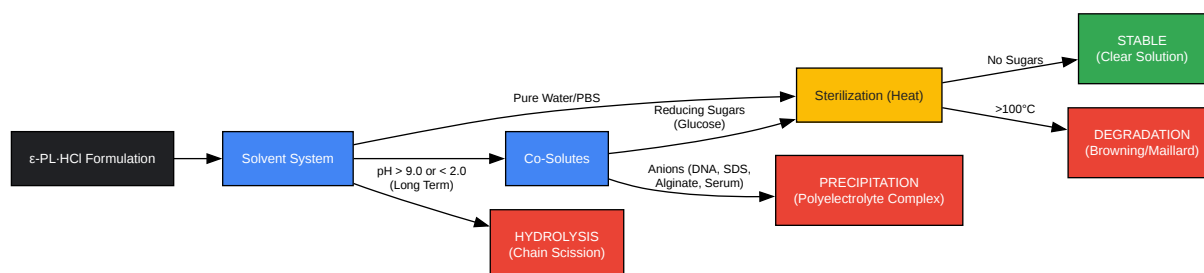 ε-PL·HCl Formulation
Solvent System
Pure Water/PBS
pH > 9.0 or < 2.0
(Long Term)
HYDROLYSIS
(Chain Scission)
Co-Solutes
Reducing Sugars
(Glucose)
Anions (DNA, SDS,
Alginate, Serum)
PRECIPITATION
(Polyelectrolyte Complex)
Sterilization (Heat)
No Sugars
STABLE
(Clear Solution)
>100°C
DEGRADATION
(Browning/Maillard)